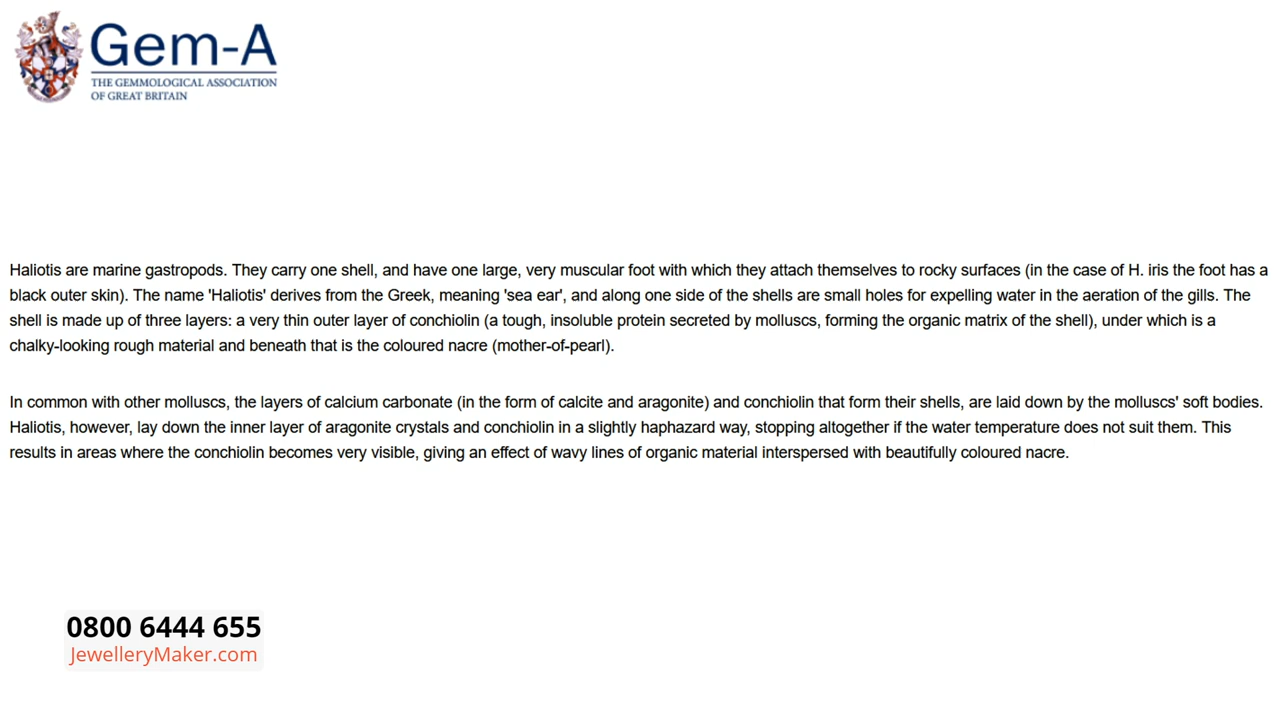 Gem-A
THE GEMMOLOGICAL ASSOCIATION
OF GREAT BRITAIN
Haliotis are marine gastropods. They carry one shell, and have one large, very muscular foot with which they attach themselves to rocky surfaces (in the case of H. iris the foot has a
black outer skin). The name 'Haliotis' derives from the Greek, meaning 'sea ear', and along one side of the shells are small holes for expelling water in the aeration of the gills. The
shell is made up of three layers: a very thin outer layer of conchiolin (a tough, insoluble protein secreted by molluscs, forming the organic matrix of the shell), under which is a
chalky-looking rough material and beneath that is the coloured nacre (mother-of-pearl).
In common with other molluscs, the layers of calcium carbonate (in the form of calcite and aragonite) and conchiolin that form their shells, are laid down by the molluscs' soft bodies.
Haliotis, however, lay down the inner layer of aragonite crystals and conchiolin in a slightly haphazard way, stopping altogether if the water temperature does not suit them. This
results in areas where the conchiolin becomes very visible, giving an effect of wavy lines of organic material interspersed with beautifully coloured nacre.
0800 6444 655
JewelleryMaker.com